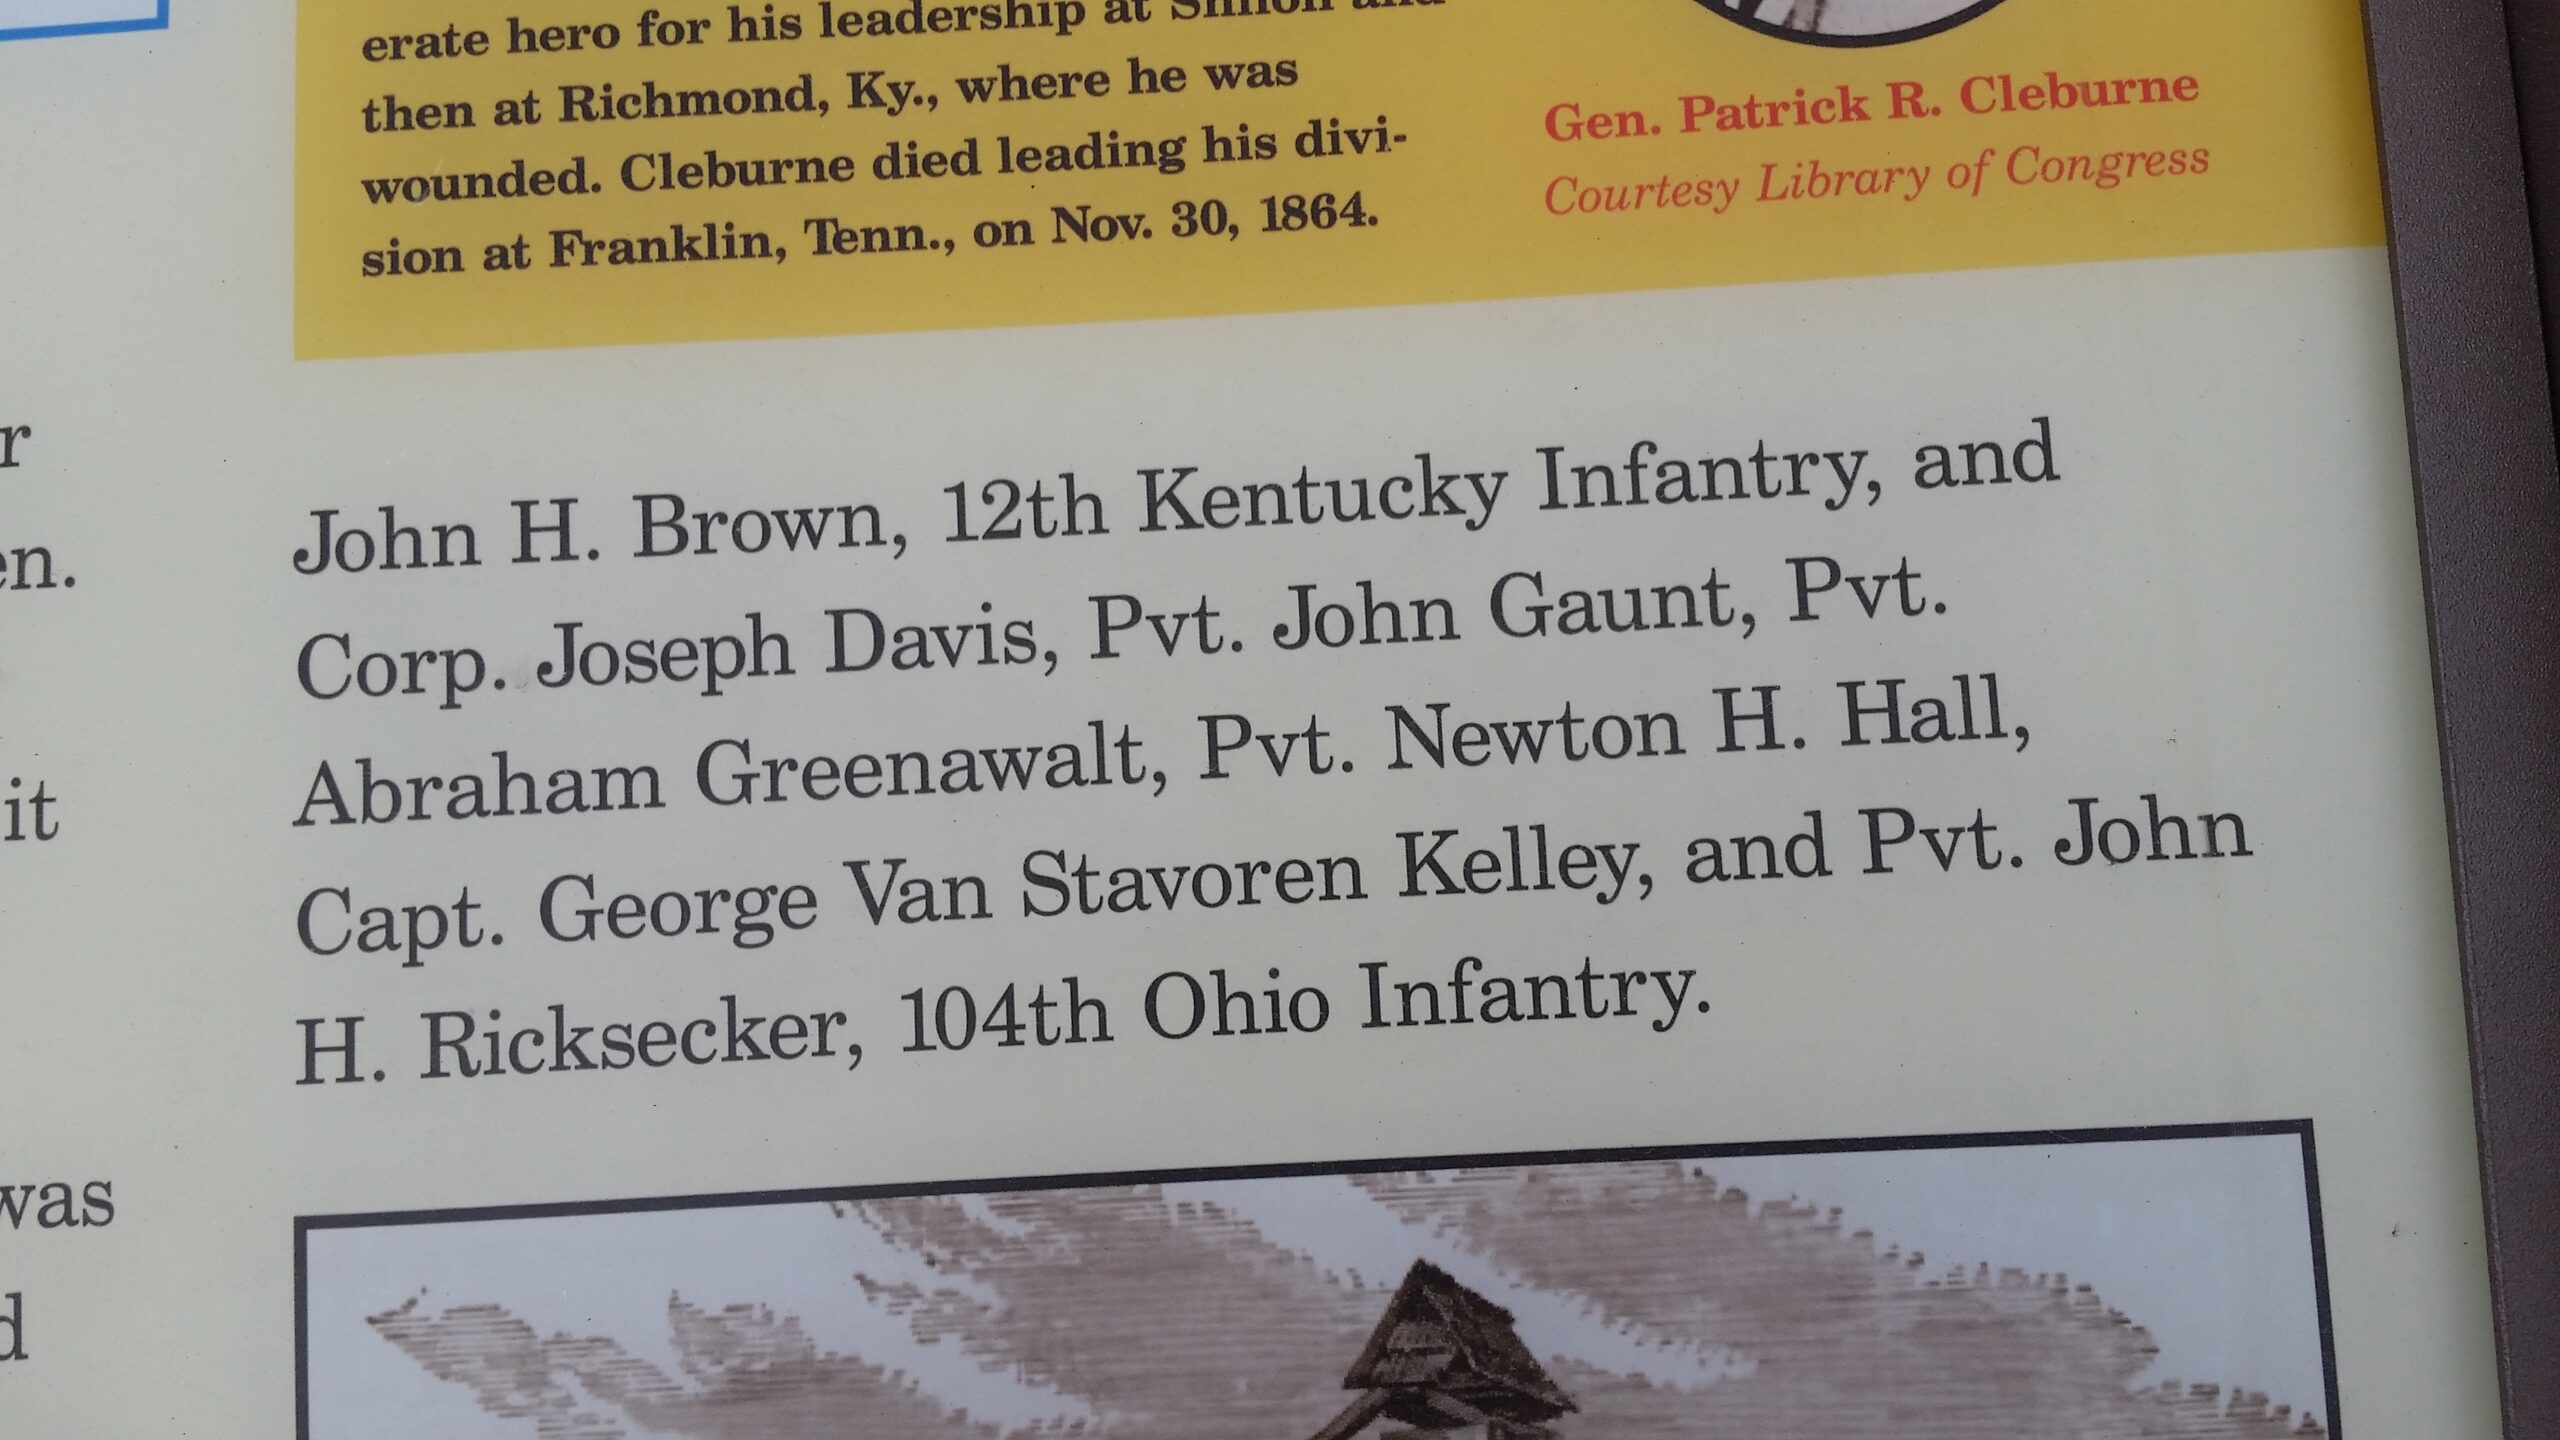 erate hero for his leadership at Shiloh and
then at Richmond, Ky., where he was
wounded. Cleburne died leading his divi-
sion at Franklin, Tenn., on Nov. 30, 1864.
Gen. Patrick R. Cleburne
Courtesy Library of Congress
r
en.
it
was
d
John H. Brown, 12th Kentucky Infantry, and
Corp. Joseph Davis, Pvt. John Gaunt, Pvt.
Abraham Greenawalt, Pvt. Newton H. Hall,
Capt. George Van Stavoren Kelley, and Pvt. John
H. Ricksecker, 104th Ohio Infantry.